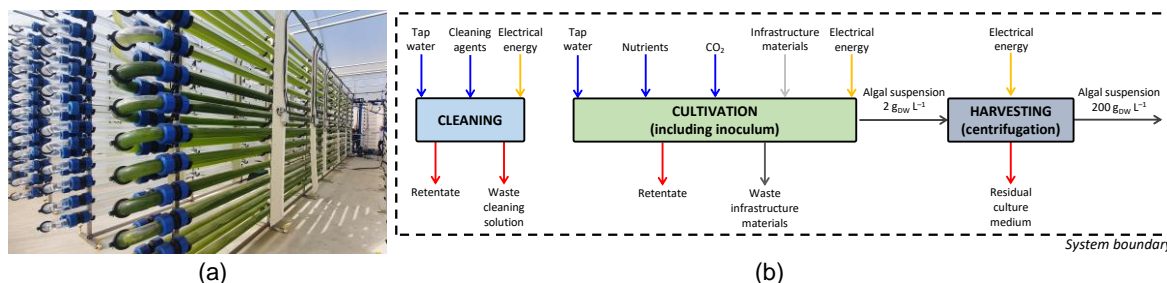 Tap water
Cleaning agents
Electrical energy
Tap water
Nutrients
CO₂
Infrastructure materials
Electrical energy
Electrical energy
CLEANING
CULTIVATION
(including inoculum)
Algal suspension
2 g_DW L⁻¹
HARVESTING
(centrifugation)
Algal suspension
200 g_DW L⁻¹
Retentate
Waste cleaning solution
Retentate
Waste infrastructure materials
Residual culture medium
System boundary
(a)
(b)